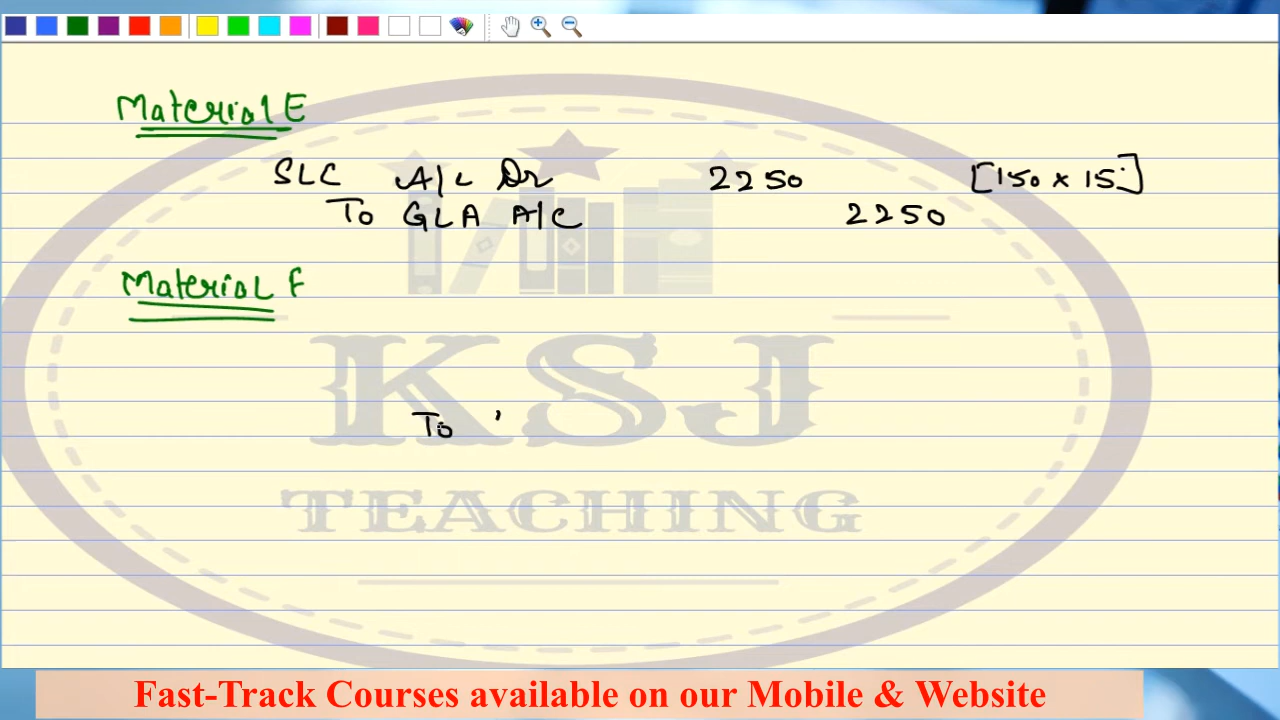 Material E
SLC A/c Dr 2250 [150 x 15]
To GLA A/C 2250
Material F
To '
KSJ
TEACHING
Fast-Track Courses available on our Mobile & Website